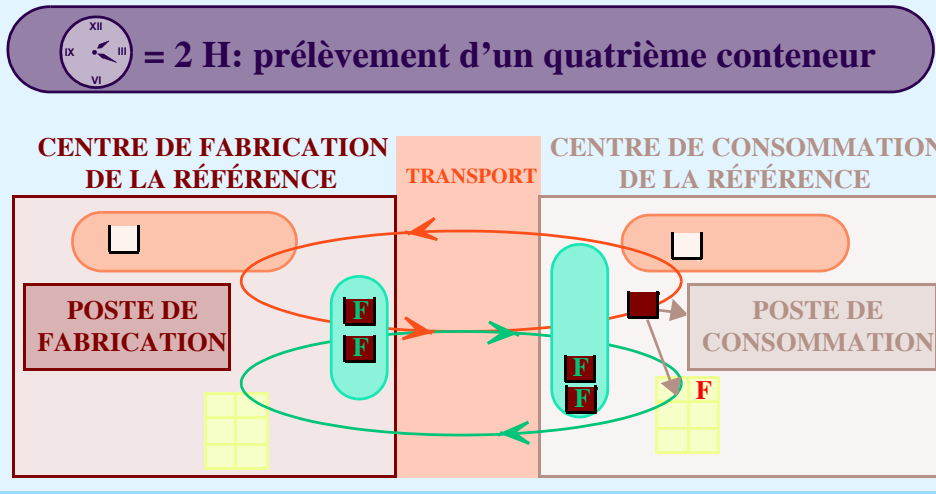 XII
IX III
VI
= 2 H: prélèvement d’un quatrième conteneur
CENTRE DE FABRICATION
DE LA RÉFÉRENCE
TRANSPORT
CENTRE DE CONSOMMATION
DE LA RÉFÉRENCE
POSTE DE
FABRICATION
F
F
POSTE DE
CONSOMMATION
F
F
F